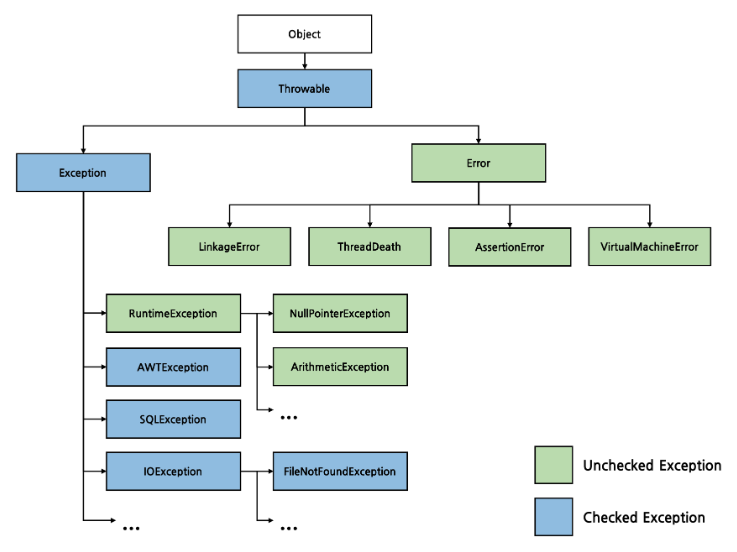 Object
Throwable
Exception
Error
LinkageError
ThreadDeath
AssertionError
VirtualMachineError
RuntimeException
NullPointerException
AWTException
ArithmeticException
...
SQLException
IOException
FileNotFoundException
...
...
Unchecked Exception
Checked Exception